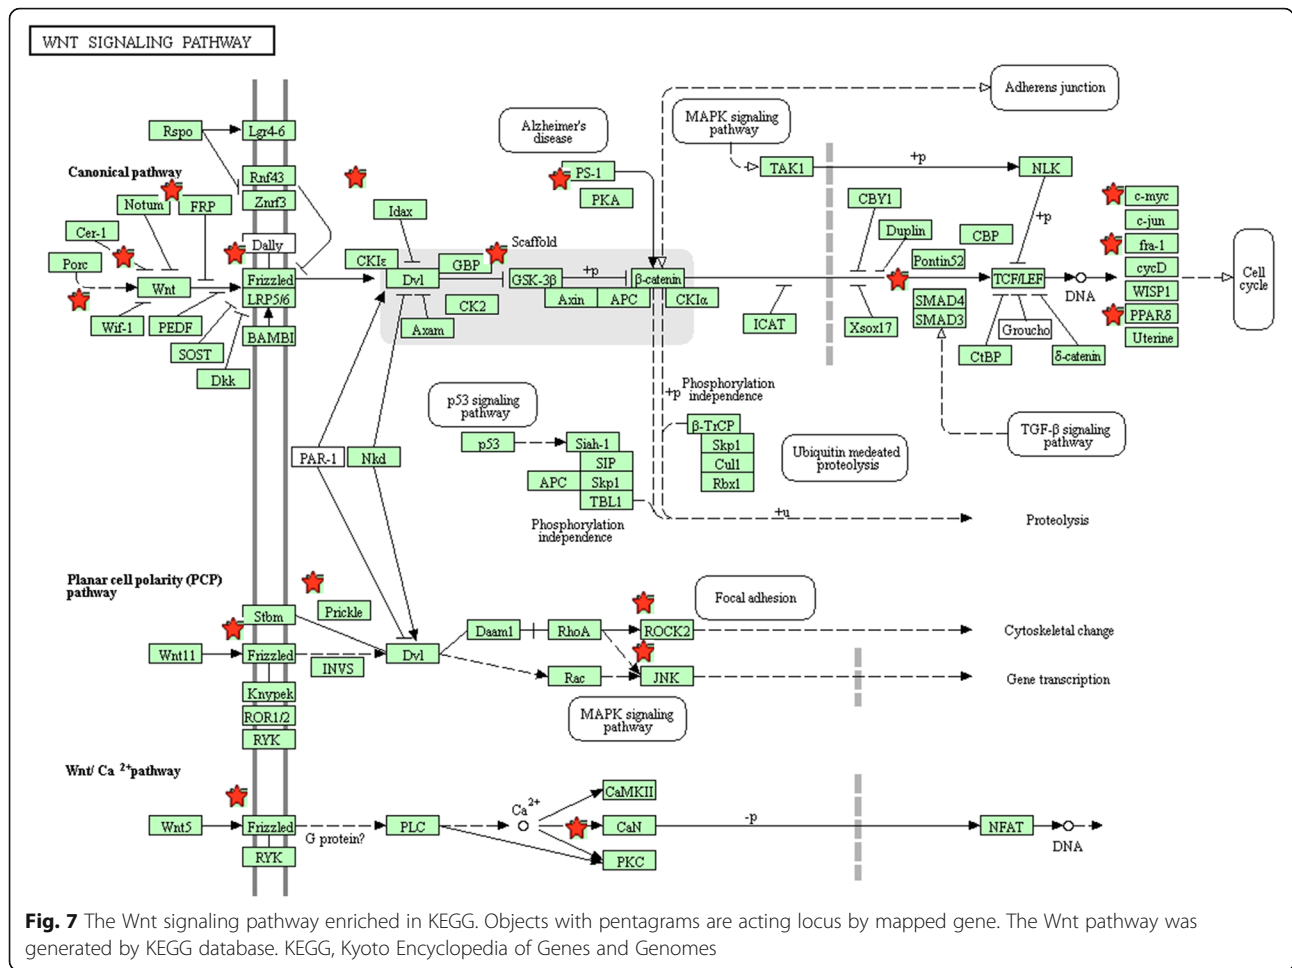 WNT SIGNALING PATHWAY
Rspo
Lgr4-6
Rnf43
Znrf3
Canonical pathway
Notum
FRP
Cer-1
Dally
Porc
Wnt
Frizzled
LRP5/6
Wif-1
PEDF
BAMBI
SOST
Dkk
Idax
CKIε
Dvl
GBP
Scaffold
CK2
Axam
GSK-3β
+p
β-catenin
Axin
APC
CKIα
Alzheimer's
disease
PS-1
PKA
Adherens junction
MAPK signaling
pathway
TAK1
+p
NLK
+p
CBY1
Duplin
CBP
Pontin52
TCF/LEF
DNA
SMAD4
SMAD3
Groucho
ICAT
Xsox17
CtBP
δ-catenin
c-myc
c-jun
fra-1
cycD
WISP1
PPARδ
Uterine
Cell
cycle
TGF-β signaling
pathway
p53 signaling
pathway
+p
Phosphorylation
independence
p53
Siah-1
SIP
APC
Skp1
TBL1
Phosphorylation
independence
β-TrCP
Skp1
Cul1
Rbx1
Ubiquitin medeated
proteolysis
+u
Proteolysis
PAR-1
Nkd
Planar cell polarity (PCP)
pathway
Stbm
Prickle
Wnt11
Frizzled
INVS
Dvl
Knypek
ROR1/2
RYK
Daam1
RhoA
ROCK2
Focal adhesion
Cytoskeletal change
Rac
JNK
Gene transcription
MAPK signaling
pathway
Wnt/ Ca 2+pathway
Wnt5
Frizzled
RYK
G protein?
PLC
Ca2+
CaMKII
CaN
PKC
-p
NFAT
DNA
Fig. 7 The Wnt signaling pathway enriched in KEGG. Objects with pentagrams are acting locus by mapped gene. The Wnt pathway was
generated by KEGG database. KEGG, Kyoto Encyclopedia of Genes and Genomes